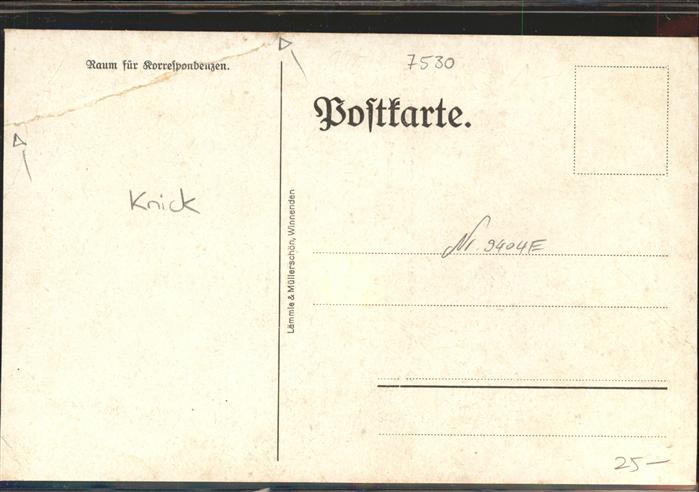 Raum für Korrespondenzen.
7530
Postkarte.
Knick
Lämmle & Müllerschön, Winnenden
Nr. 9404E
25—